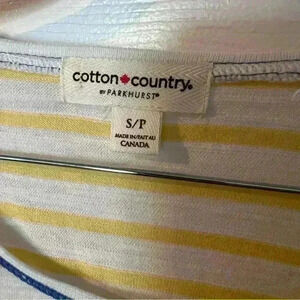 cotton country®
BY PARKHURST®
S/P
MADE IN/FAIT AU
CANADA